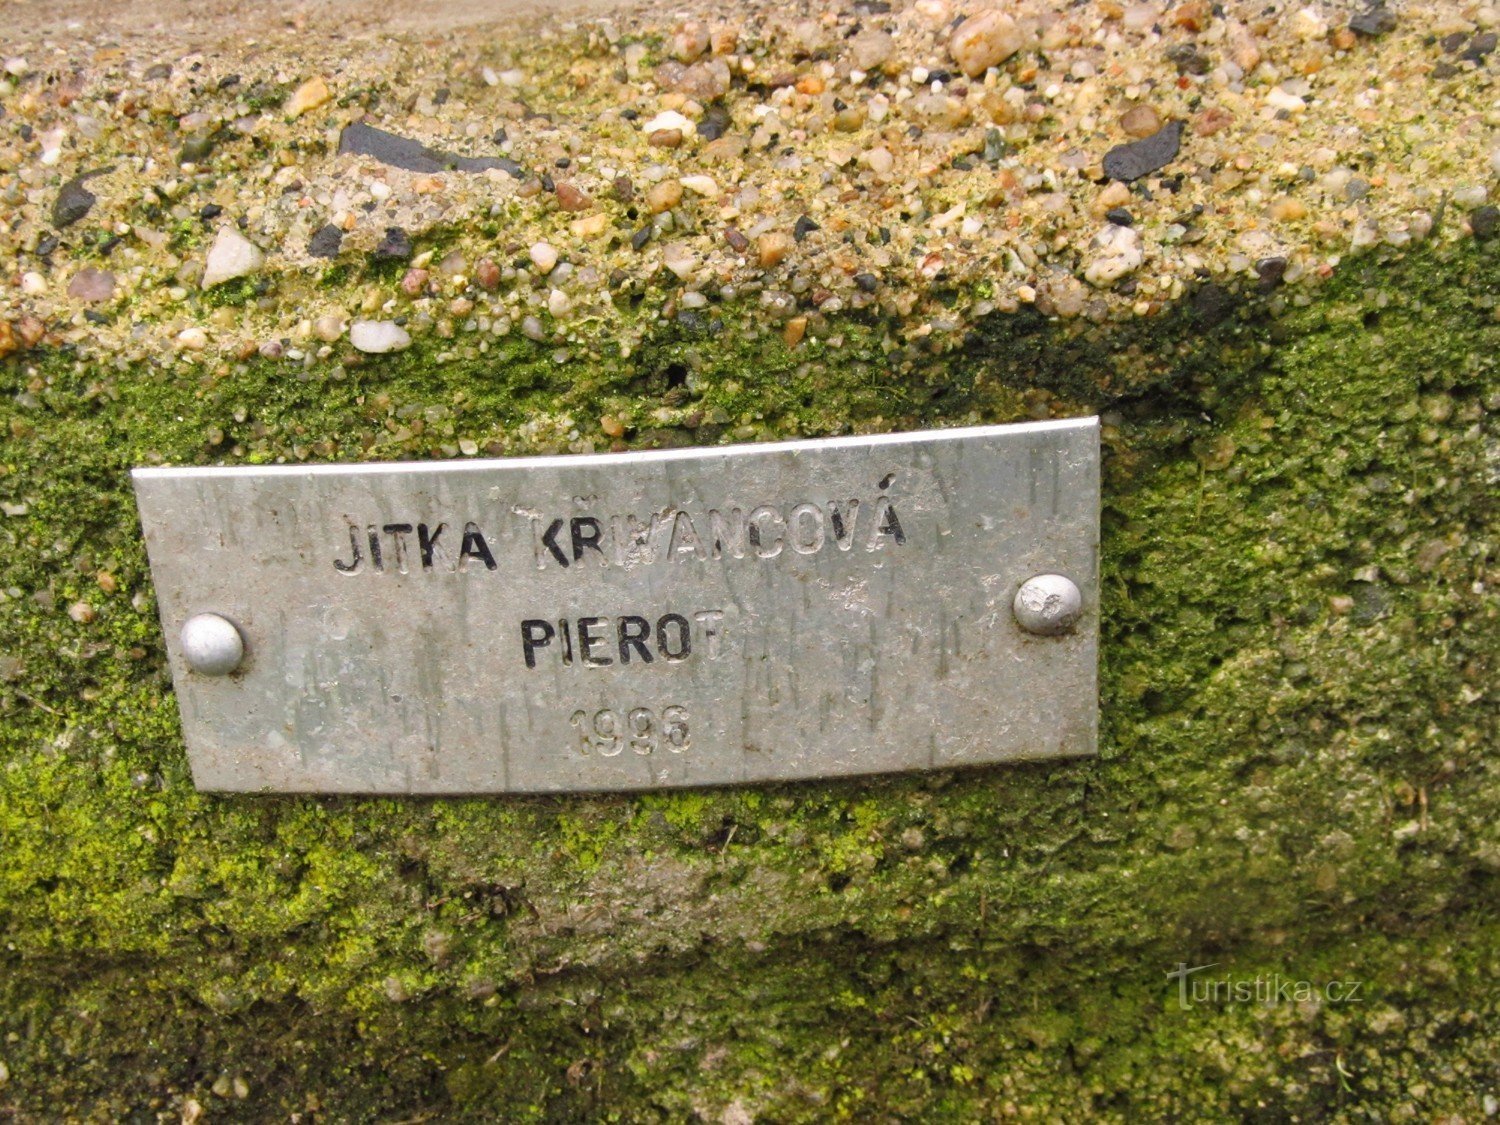 JITKA KŘIVANCOVÁ
PIEROT
1996
Turistika.cz